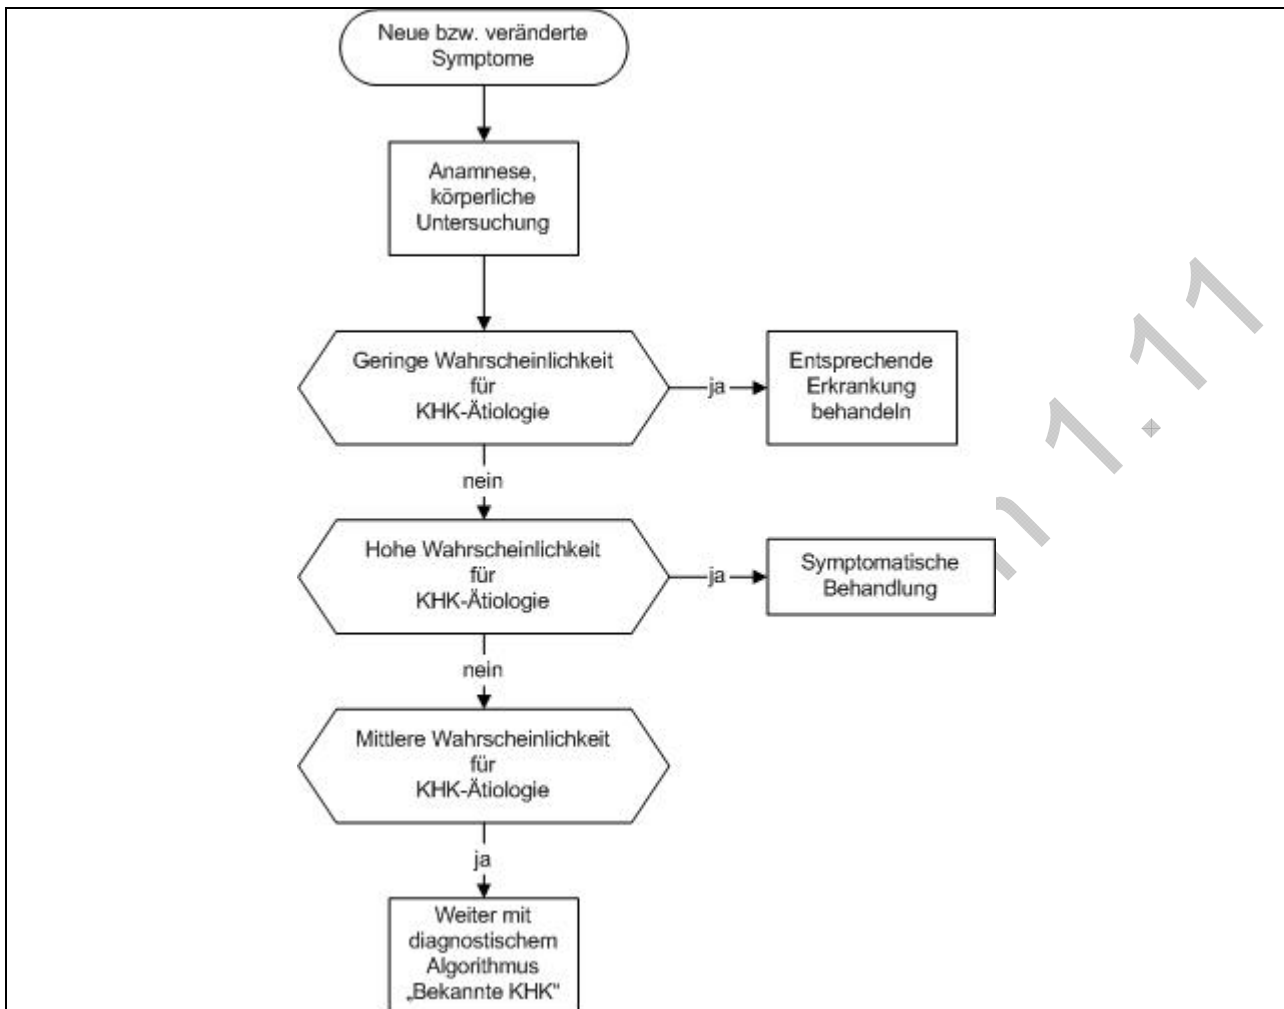 Neue bzw. veränderte
Symptome
Anamnese,
körperliche
Untersuchung
Geringe Wahrscheinlichkeit
für
KHK-Ätiologie
ja
Entsprechende
Erkrankung
behandeln
nein
Hohe Wahrscheinlichkeit
für
KHK-Ätiologie
ja
Symptomatische
Behandlung
nein
Mittlere Wahrscheinlichkeit
für
KHK-Ätiologie
ja
Weiter mit
diagnostischem
Algorithmus
„Bekannte KHK"
n 1.11